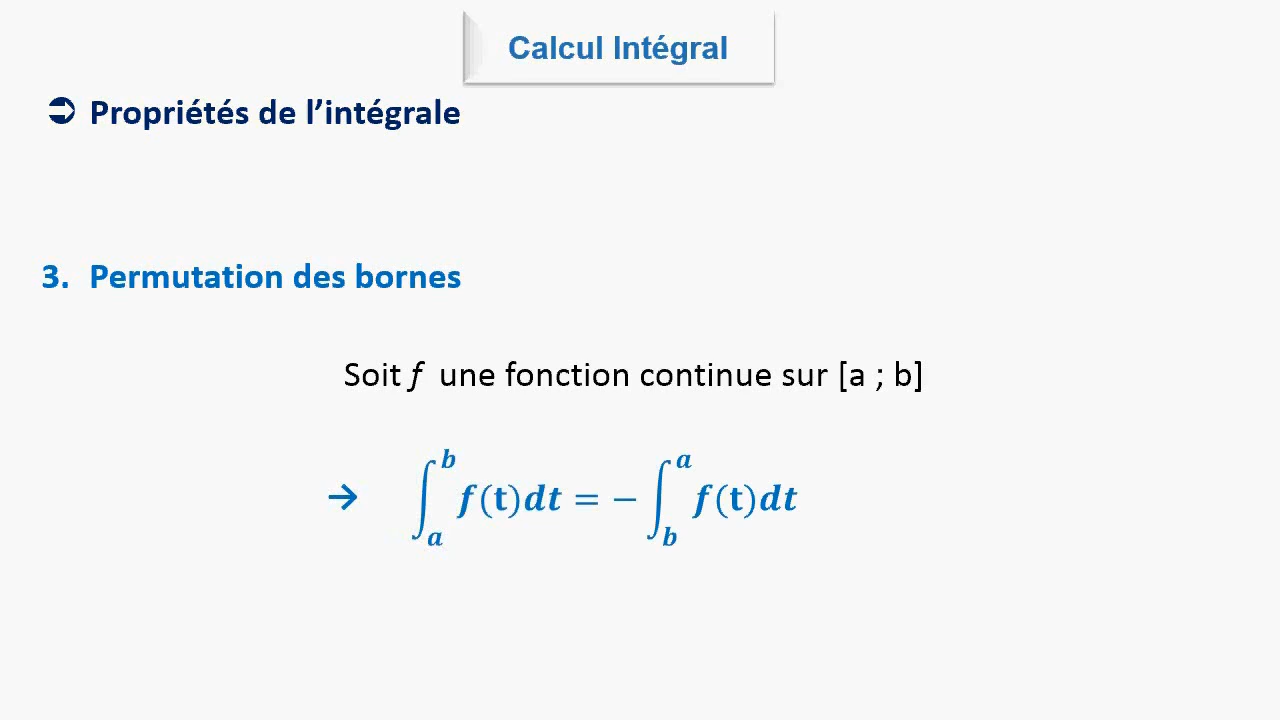 Calcul Intégral
➲ Propriétés de l’intégrale
3. Permutation des bornes
Soit f une fonction continue sur [a ; b]
→ ∫_a^b f(t)dt = − ∫_b^a f(t)dt